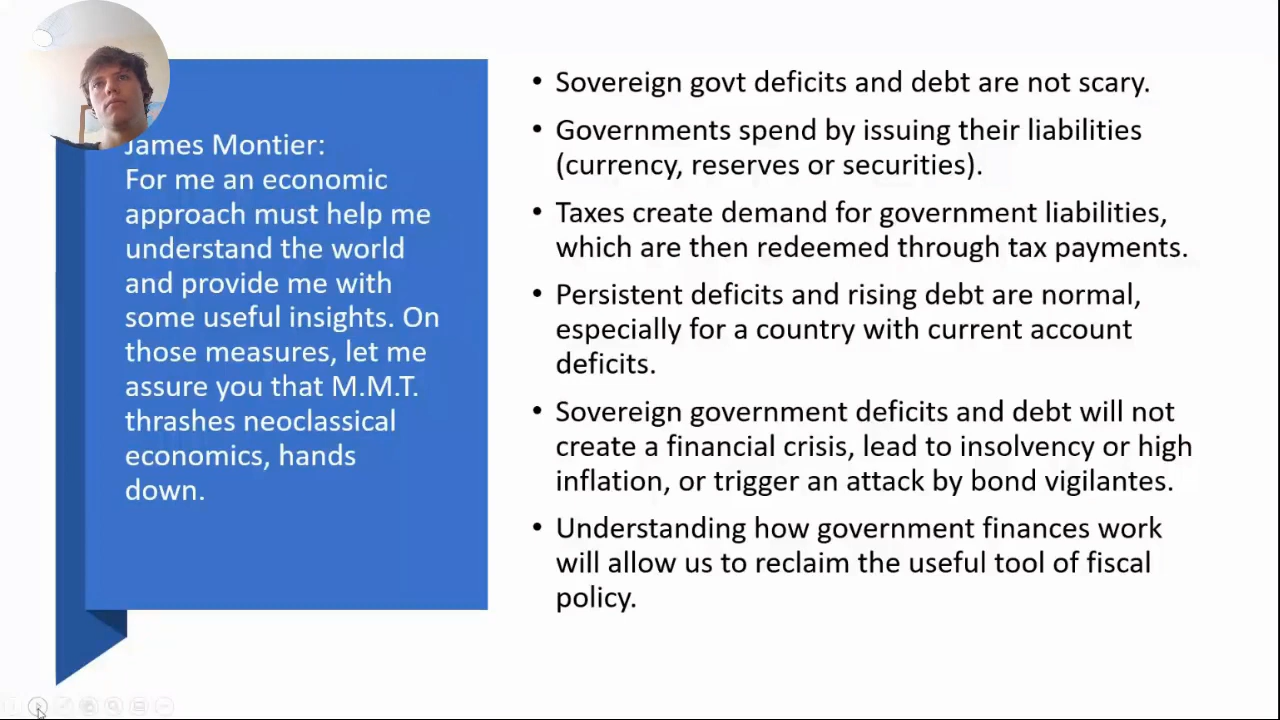 James Montier:
For me an economic
approach must help me
understand the world
and provide me with
some useful insights. On
those measures, let me
assure you that M.M.T.
thrashes neoclassical
economics, hands
down.
• Sovereign govt deficits and debt are not scary.
• Governments spend by issuing their liabilities
(currency, reserves or securities).
• Taxes create demand for government liabilities,
which are then redeemed through tax payments.
• Persistent deficits and rising debt are normal,
especially for a country with current account
deficits.
• Sovereign government deficits and debt will not
create a financial crisis, lead to insolvency or high
inflation, or trigger an attack by bond vigilantes.
• Understanding how government finances work
will allow us to reclaim the useful tool of fiscal
policy.